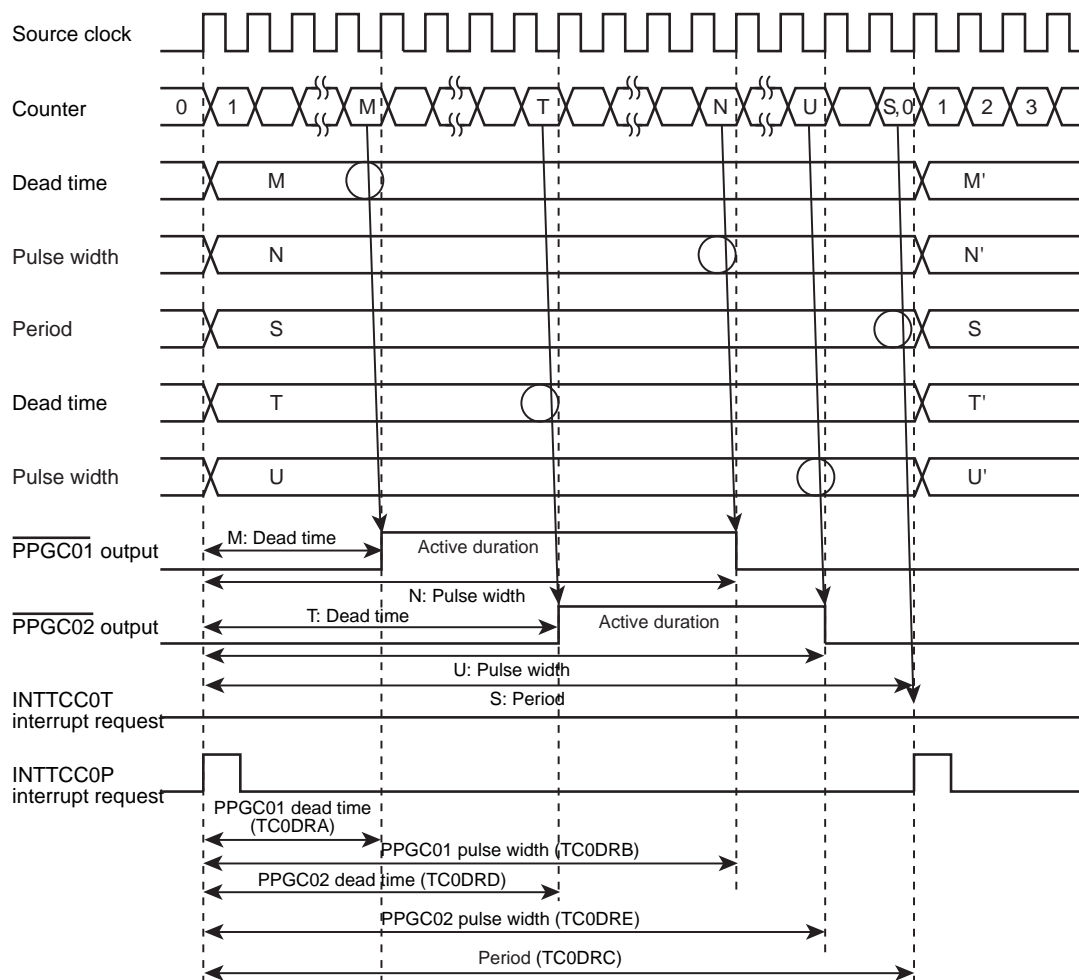 Source clock
Counter 0 1 M T N U S, 0 1 2 3
Dead time M M'
Pulse width N N'
Period S S
Dead time T T'
Pulse width U U'
PPGC01 output M: Dead time Active duration
N: Pulse width
PPGC02 output T: Dead time Active duration
U: Pulse width
INTTCC0T
interrupt request
S: Period
INTTCC0P
interrupt request
PPGC01 dead time
(TC0DRA)
PPGC01 pulse width (TC0DRB)
PPGC02 dead time (TC0DRD)
PPGC02 pulse width (TC0DRE)
Period (TC0DRC)